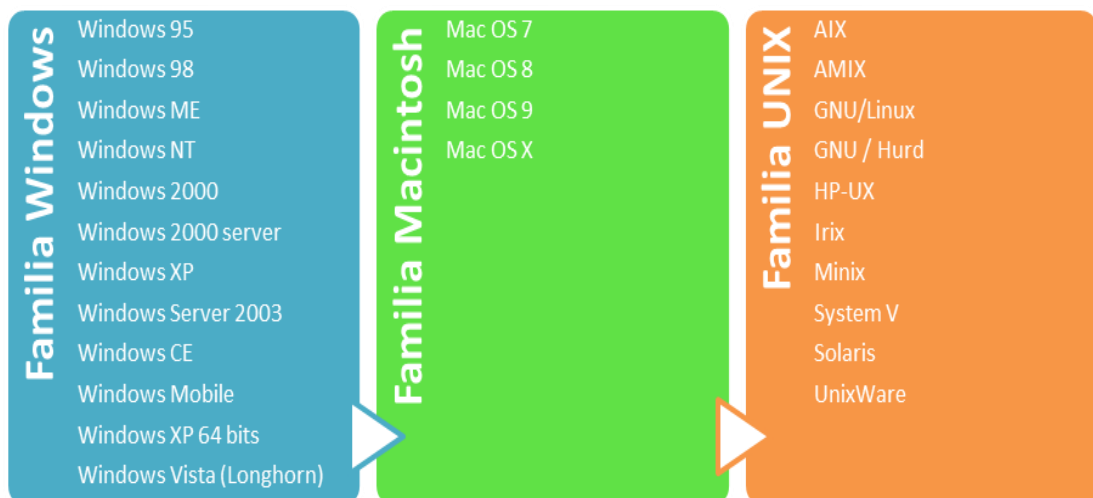 Familia Windows
Windows 95
Windows 98
Windows ME
Windows NT
Windows 2000
Windows 2000 server
Windows XP
Windows Server 2003
Windows CE
Windows Mobile
Windows XP 64 bits
Windows Vista (Longhorn)
Familia Macintosh
Mac OS 7
Mac OS 8
Mac OS 9
Mac OS X
Familia UNIX
AIX
AMIX
GNU/Linux
GNU / Hurd
HP-UX
Irix
Minix
System V
Solaris
UnixWare